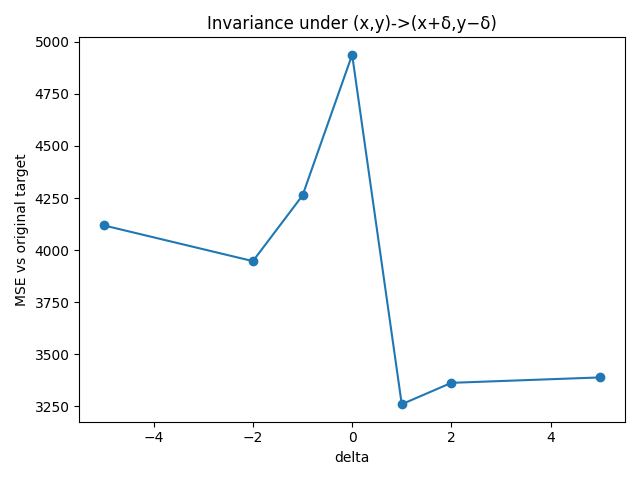 Invariance under (x,y)->(x+δ,y−δ)
MSE vs original target
5000
4750
4500
4250
4000
3750
3500
3250
−4 −2 0 2 4
delta